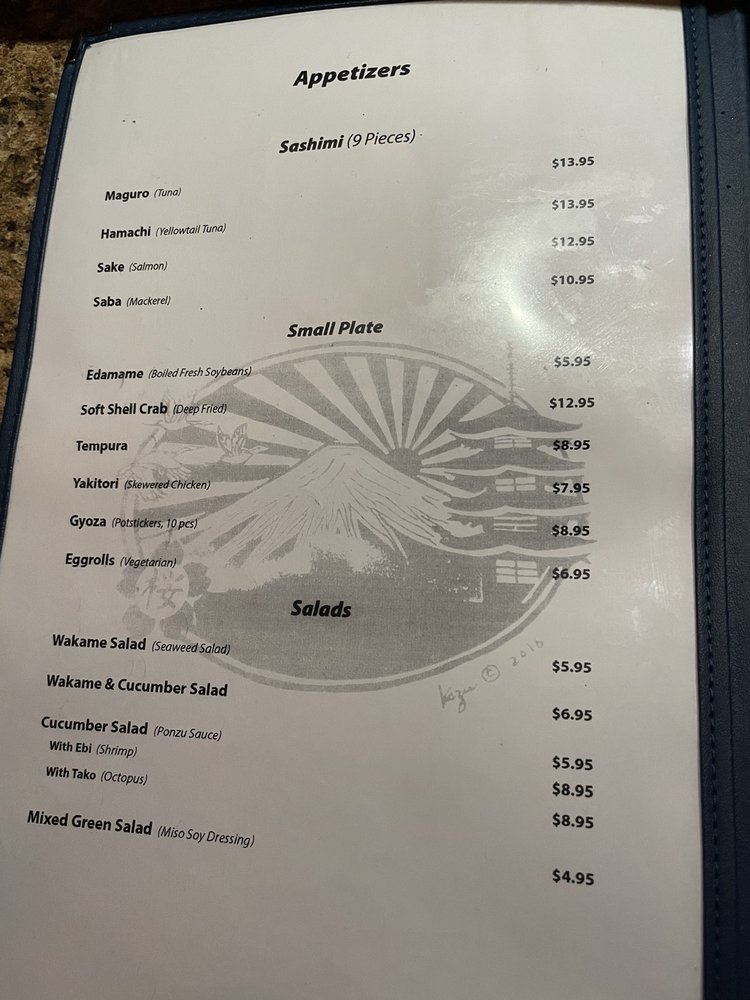 Appetizers
Sashimi (9 Pieces)
Maguro (Tuna) $13.95
Hamachi (Yellowtail Tuna) $13.95
Sake (Salmon) $12.95
Saba (Mackerel) $10.95
Small Plate
Edamame (Boiled Fresh Soybeans) $5.95
Soft Shell Crab (Deep Fried) $12.95
Tempura $8.95
Yakitori (Skewered Chicken) $7.95
Gyoza (Potstickers, 10 pcs) $8.95
Eggrolls (Vegetarian) $6.95
桜
Salads
Wakame Salad (Seaweed Salad) $5.95
Kazu © 2016
Wakame & Cucumber Salad $6.95
Cucumber Salad (Ponzu Sauce) $5.95
With Ebi (Shrimp) $8.95
With Tako (Octopus) $8.95
Mixed Green Salad (Miso Soy Dressing) $4.95